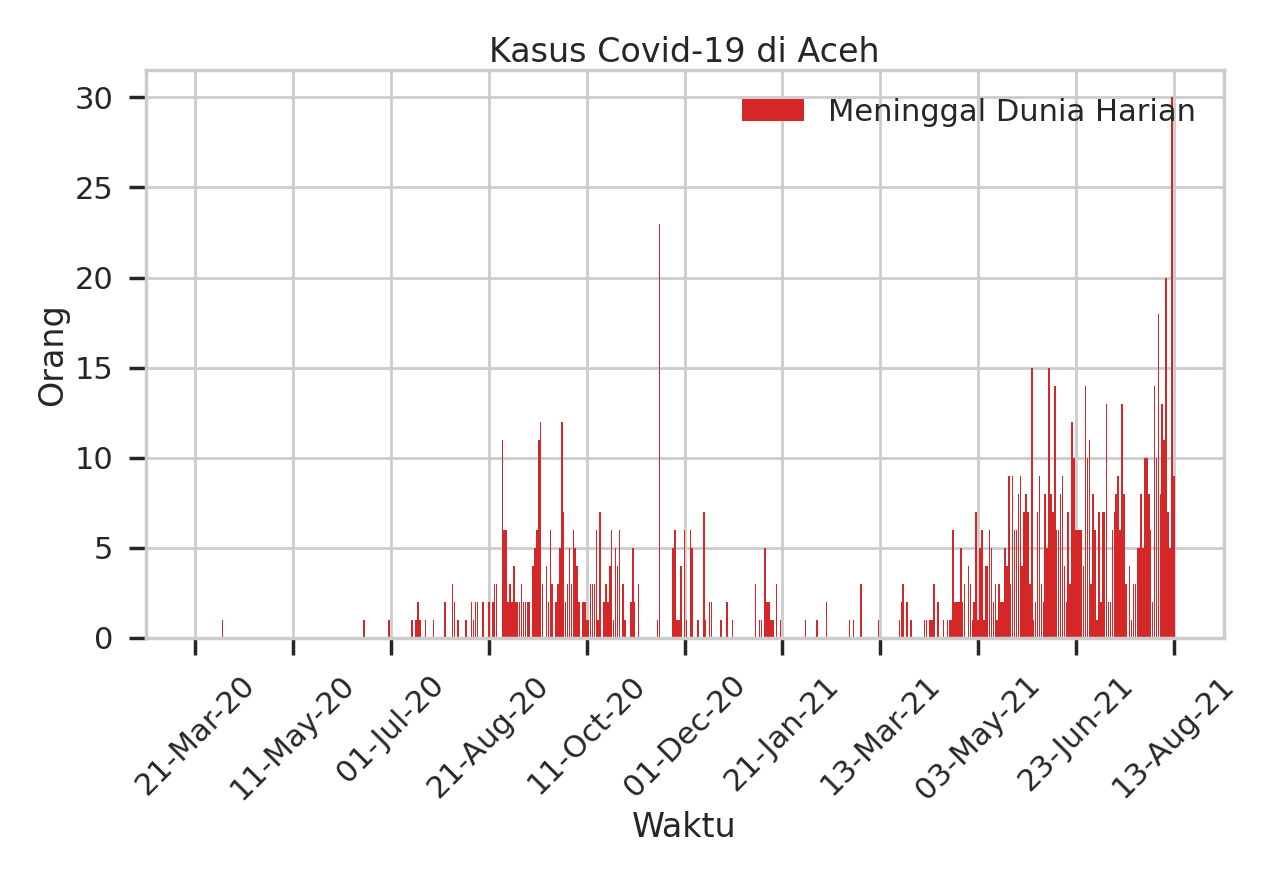 Kasus Covid-19 di Aceh
Meninggal Dunia Harian
Orang
30
25
20
15
10
5
0
21-Mar-20
11-May-20
01-Jul-20
21-Aug-20
11-Oct-20
01-Dec-20
21-Jan-21
13-Mar-21
03-May-21
23-Jun-21
13-Aug-21
Waktu